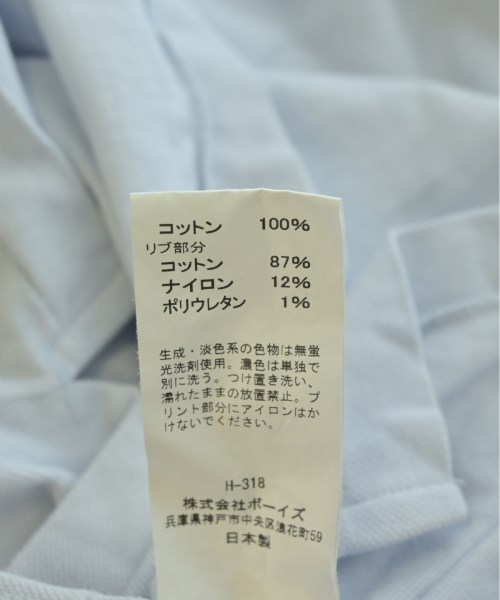 コットン 100%
リブ部分
コットン 87%
ナイロン 12%
ポリウレタン 1%
生成・淡色系の色物は無蛍
光洗剤使用。濃色は単独で
別に洗う。つけ置き洗い、
濡れたままの放置禁止。プ
リント部分にアイロンはか
けないでください。
H-318
株式会社ボーイズ
兵庫県神戸市中央区浪花町59
日本製